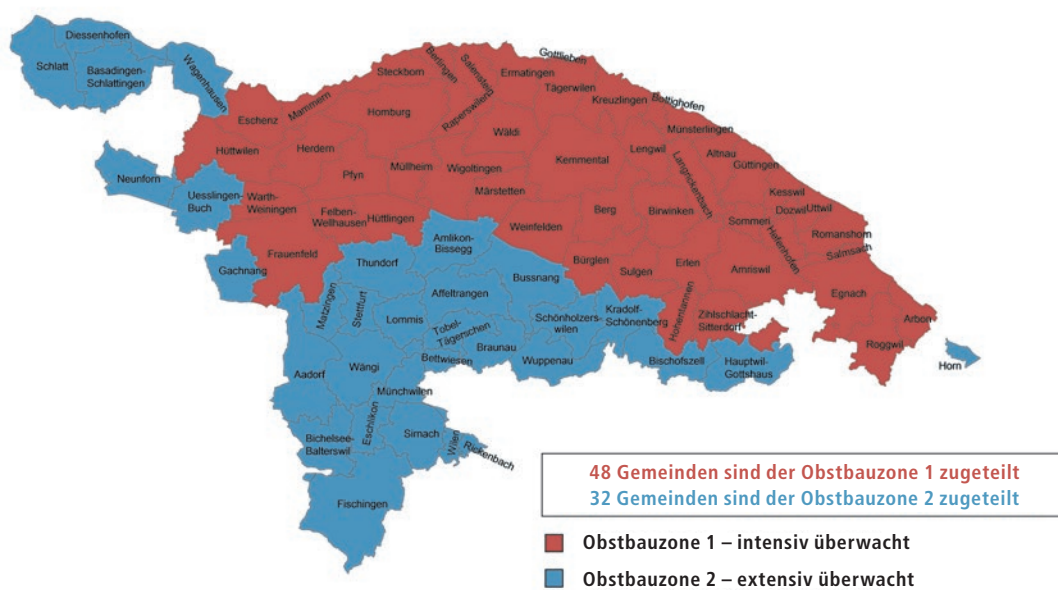 Diessenhofen
Schlatt
Basadingen-
Schlattingen
Wagenhausen
Neunforn
Uesslingen-
Buch
Gachnang
Steckborn
Berlingen
Salenstein
Ermatingen
Gottlieben
Tägerwilen
Kreuzlingen
Bottighofen
Münsterlingen
Eschenz
Mammern
Homburg
Raperswilen
Wäldi
Lengwil
Langrickenbach
Altnau
Güttingen
Hüttwilen
Herdern
Pfyn
Müllheim
Wigoltingen
Kemmental
Kesswil
Dozwil
Uttwil
Warth-
Weiningen
Felben-
Wellhausen
Hüttlingen
Märstetten
Berg
Birwinken
Sommeri
Hefenhofen
Romanshorn
Salmsach
Frauenfeld
Weinfelden
Bürglen
Sulgen
Erlen
Amriswil
Egnach
Arbon
Roggwil
Horn
Hohentannen
Zihlschlacht-
Sitterdorf
Amlikon-
Bissegg
Thundorf
Bussnang
Matzingen
Stettfurt
Affeltrangen
Lommis
Tobel-
Tägerschen
Schönholzers-
wilen
Kradolf-
Schönenberg
Braunau
Wuppenau
Bischofszell
Hauptwil-
Gottshaus
Aadorf
Wängi
Bettwiesen
Münchwilen
Eschlikon
Bichelsee-
Balterswil
Sirnach
Wilen
Rickenbach
Fischingen
48 Gemeinden sind der Obstbauzone 1 zugeteilt
32 Gemeinden sind der Obstbauzone 2 zugeteilt
Obstbauzone 1 – intensiv überwacht
Obstbauzone 2 – extensiv überwacht